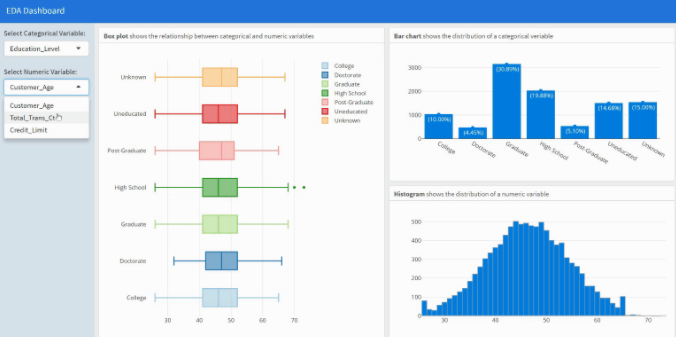 EDA Dashboard
Select Categorical Variable:
Education_Level
Select Numeric Variable:
Customer_Age
Customer_Age
Total_Trans_Ct
Credit_Limit
Box plot shows the relationship between categorical and numeric variables
Unknown
Uneducated
Post-Graduate
High School
Graduate
Doctorate
College
30
40
50
60
70
College
Doctorate
Graduate
High School
Post-Graduate
Uneducated
Unknown
Bar chart shows the distribution of a categorical variable
3000
2000
1000
0
(10.00%)
(4.45%)
(30.89%)
(19.88%)
(5.10%)
(14.68%)
(15.00%)
College
Doctorate
Graduate
High School
Post-Graduate
Uneducated
Unknown
Histogram shows the distribution of a numeric variable
500
400
300
200
100
0
30
40
50
60
70